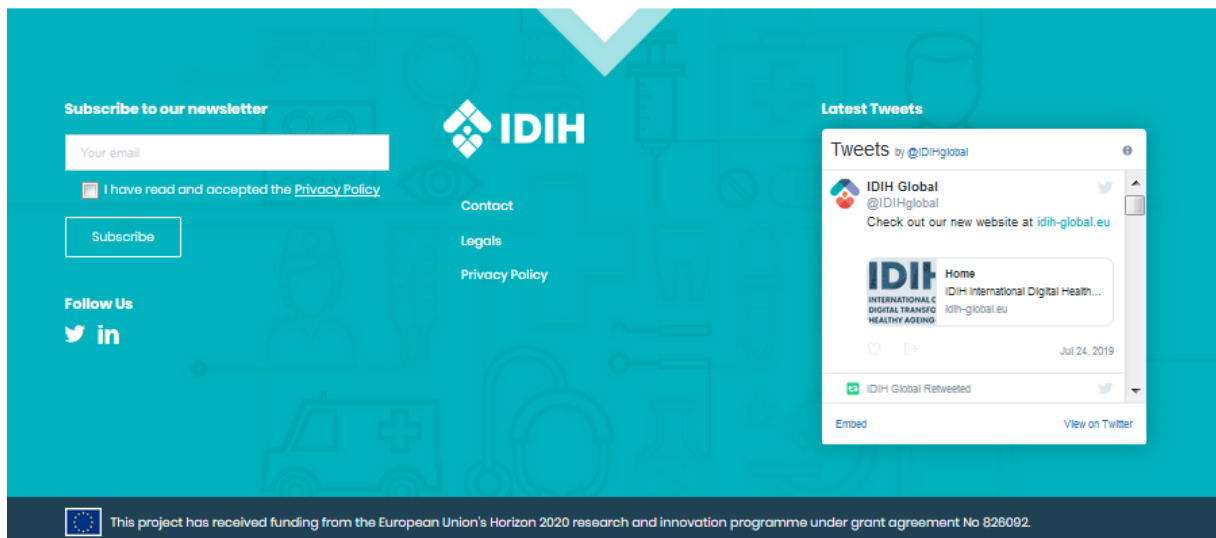 Subscribe to our newsletter
Your email
I have read and accepted the Privacy Policy
Subscribe
Follow Us
in
IDIH
Contact
Legals
Privacy Policy
Latest Tweets
Tweets by @IDIHglobal
IDIH Global
@IDIHglobal
Check out our new website at idih-global.eu
IDIH
INTERNATIONAL C
DIGITAL TRANSFO
HEALTHY AGEING
Home
IDIH International Digital Health...
idih-global.eu
Jul 24, 2019
IDIH Global Retweeted
Embed
View on Twitter
This project has received funding from the European Union's Horizon 2020 research and innovation programme under grant agreement No 826092.